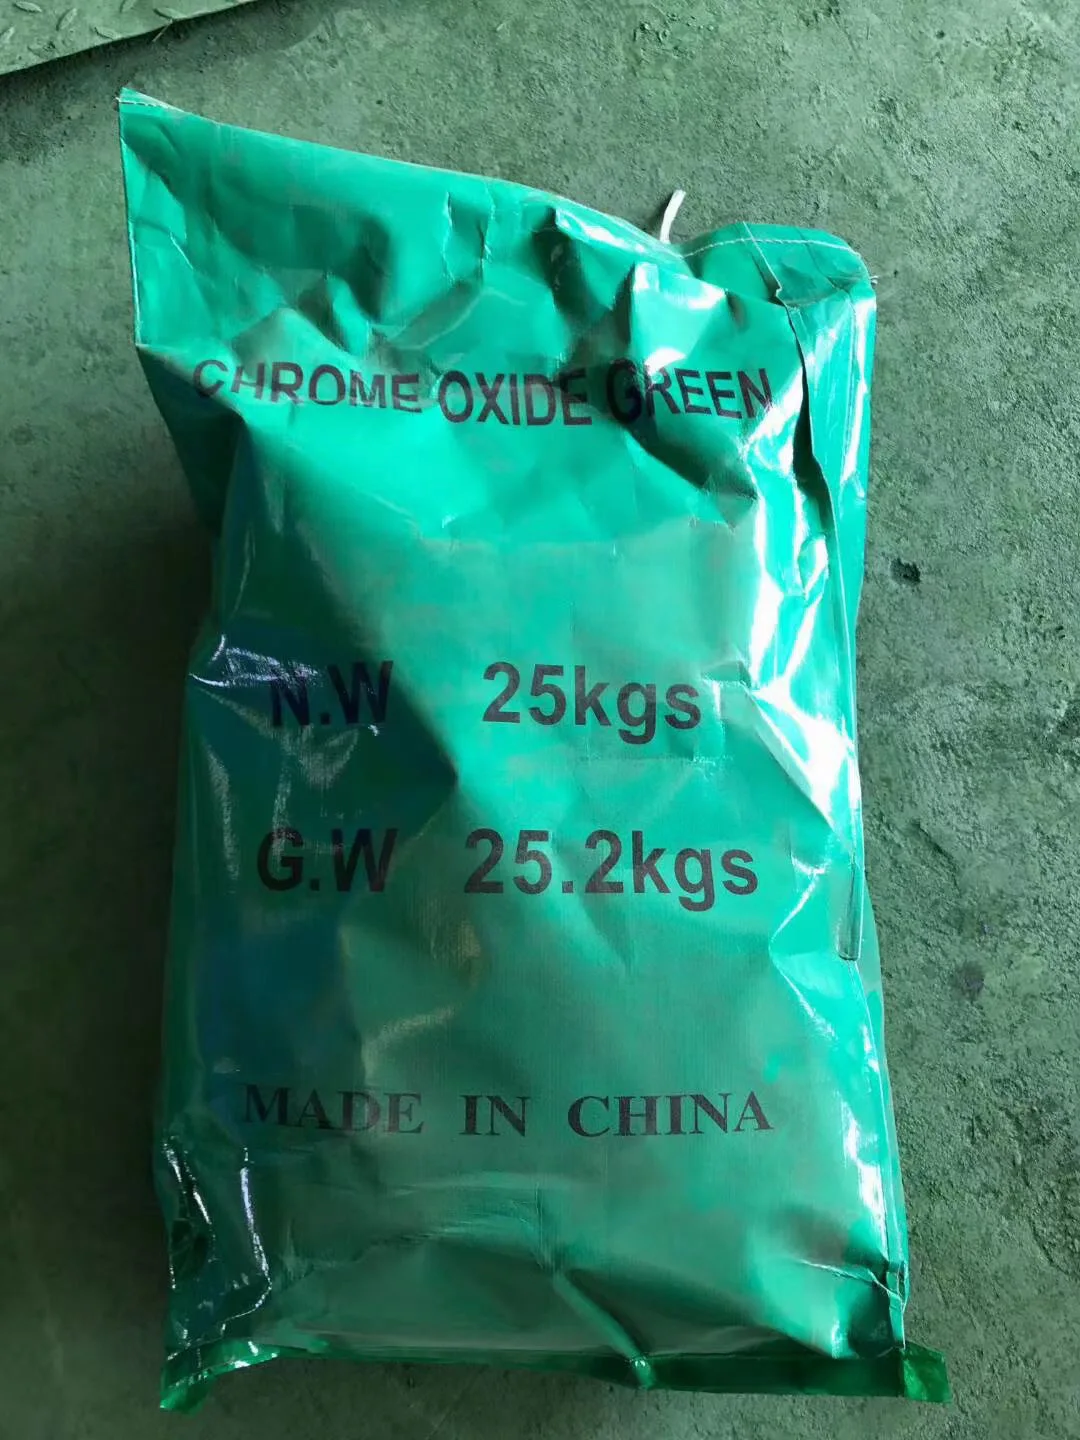 CHROME OXIDE GREEN
N.W 25kgs
G.W 25.2kgs
MADE IN CHINA